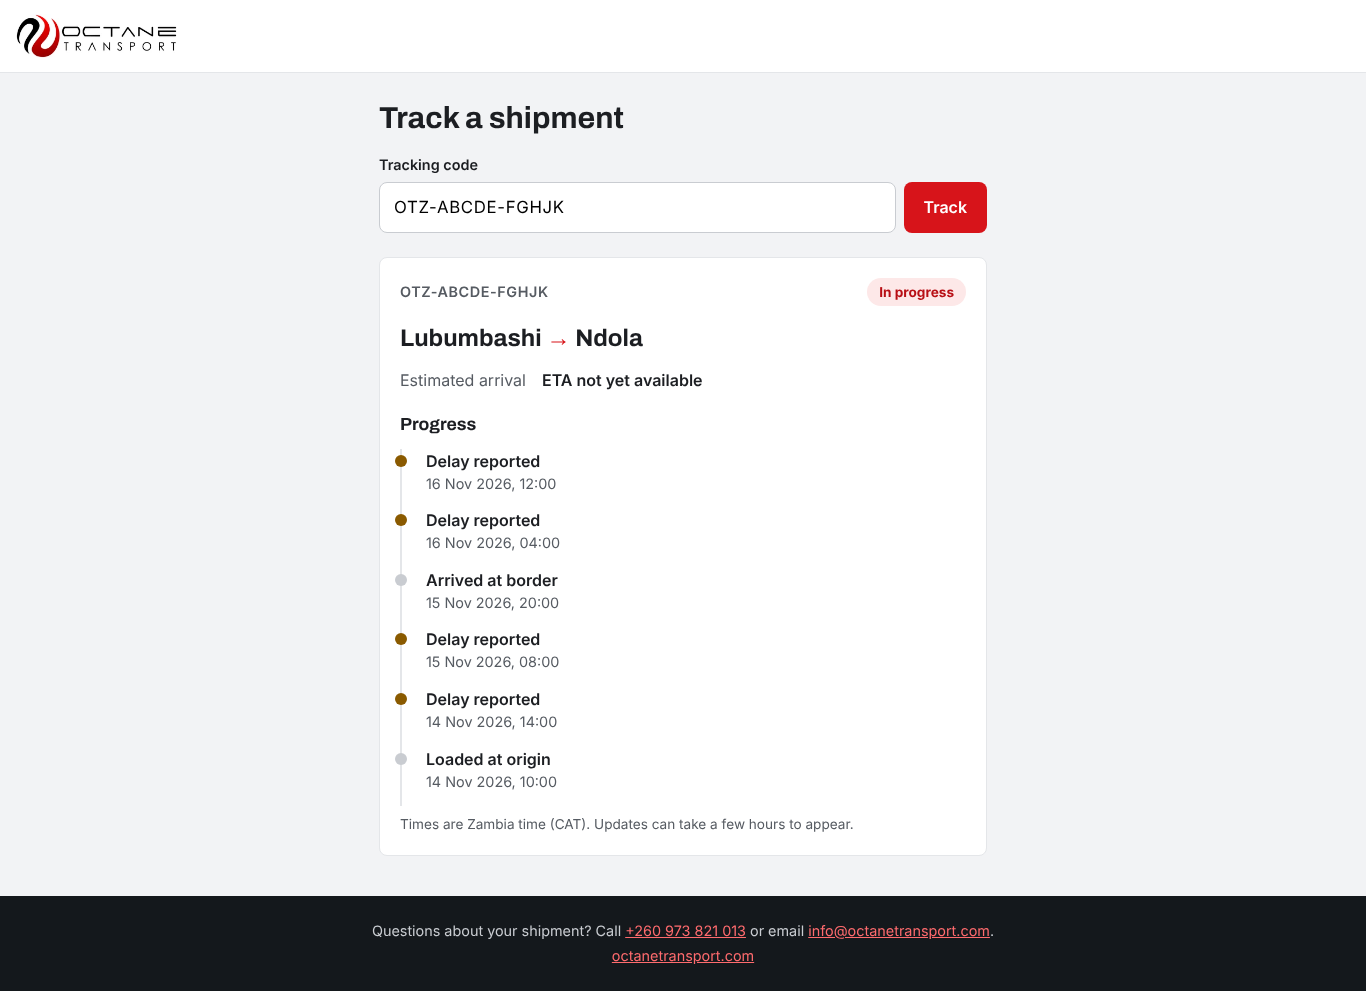 OCTANE
TRANSPORT
Track a shipment
Tracking code
OTZ-ABCDE-FGHJK
Track
OTZ-ABCDE-FGHJK
In progress
Lubumbashi → Ndola
Estimated arrival ETA not yet available
Progress
Delay reported
16 Nov 2026, 12:00
Delay reported
16 Nov 2026, 04:00
Arrived at border
15 Nov 2026, 20:00
Delay reported
15 Nov 2026, 08:00
Delay reported
14 Nov 2026, 14:00
Loaded at origin
14 Nov 2026, 10:00
Times are Zambia time (CAT). Updates can take a few hours to appear.
Questions about your shipment? Call +260 973 821 013 or email info@octanetransport.com.
octanetransport.com